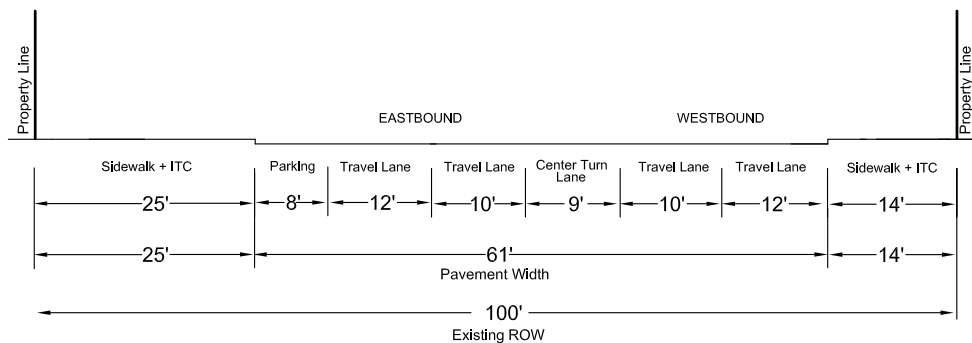 Property Line
Property Line
EASTBOUND
WESTBOUND
Sidewalk + ITC
Parking
Travel Lane
Travel Lane
Center Turn
Lane
Travel Lane
Travel Lane
Sidewalk + ITC
25'
8'
12'
10'
9'
10'
12'
14'
25'
61'
14'
Pavement Width
100'
Existing ROW